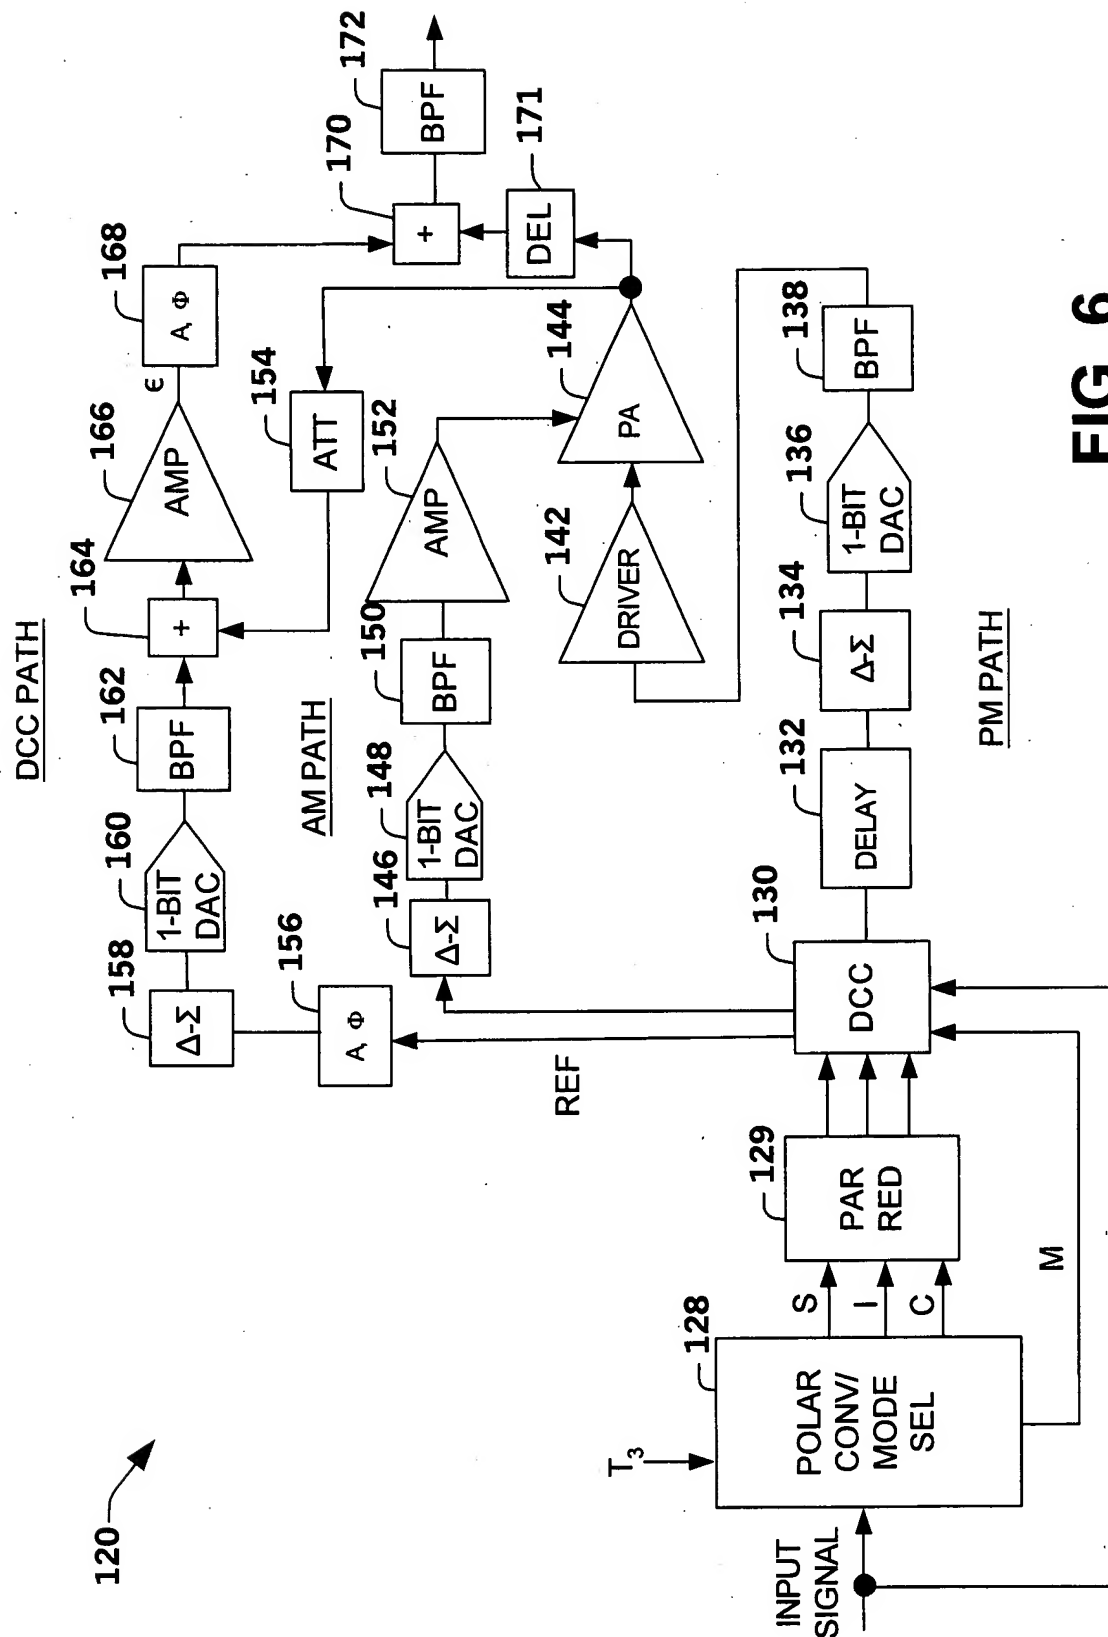 120
DCC PATH
158
Δ-Σ
160
1-BIT
DAC
162
BPF
164
+
166
AMP
ϵ
168
A, Φ
170
+
172
BPF
171
DEL
156
A, Φ
REF
AM PATH
146
Δ-Σ
148
1-BIT
DAC
150
BPF
152
AMP
154
ATT
142
DRIVER
144
PA
INPUT
SIGNAL
T3
128
POLAR
CONV/
MODE
SEL
S
I
C
M
129
PAR
RED
130
DCC
132
DELAY
134
Δ-Σ
136
1-BIT
DAC
138
BPF
PM PATH
FIG 6